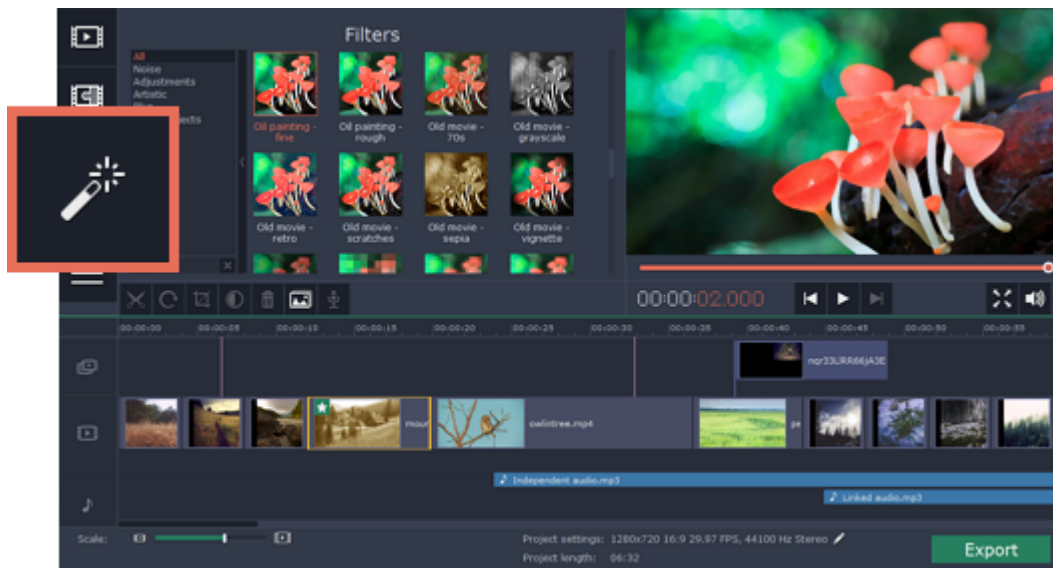 Filters
All
Noise
Adjustments
Artistic
Oil painting -
fine
Oil painting -
rough
Old movie -
70s
Old movie -
grayscale
Old movie -
retro
Old movie -
scratches
Old movie -
sepia
Old movie -
vignette
00:00:02.000
00:00:00 00:00:05 00:00:10 00:00:15 00:00:20 00:00:25 00:00:30 00:00:35 00:00:40 00:00:45 00:00:50 00:00:55
mour
owlintree.mp4
pe
Independent audio.mp3
Linked audio.mp3
Scale:
Project settings: 1280x720 16:9 29.97 FPS, 44100 Hz Stereo
Project length: 06:32
Export